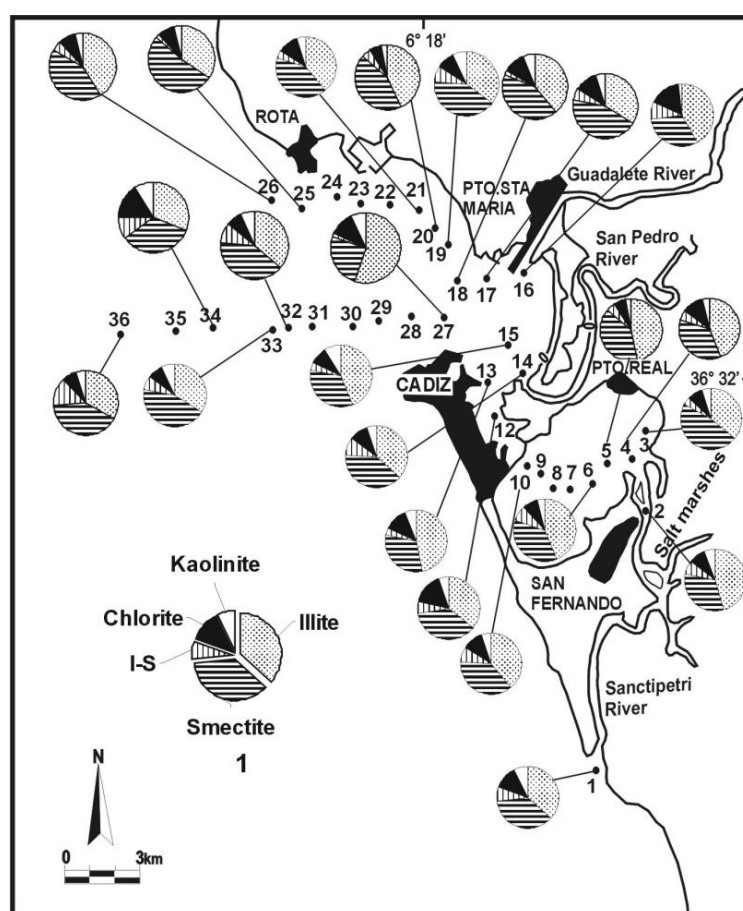 6° 18'
ROTA
26
25
24
23
22
21
20
19
18
17
16
PTO.STA
MARIA
Guadalete River
San Pedro
River
36
35
34
33
32
31
30
29
28
27
15
14
13
12
CADIZ
PTO.REAL
36° 32'
10
9
8
7
6
5
4
3
2
Salt marshes
SAN
FERNANDO
Sanctipetri
River
1
Kaolinite
Chlorite
Illite
I-S
Smectite
1
N
0
3km